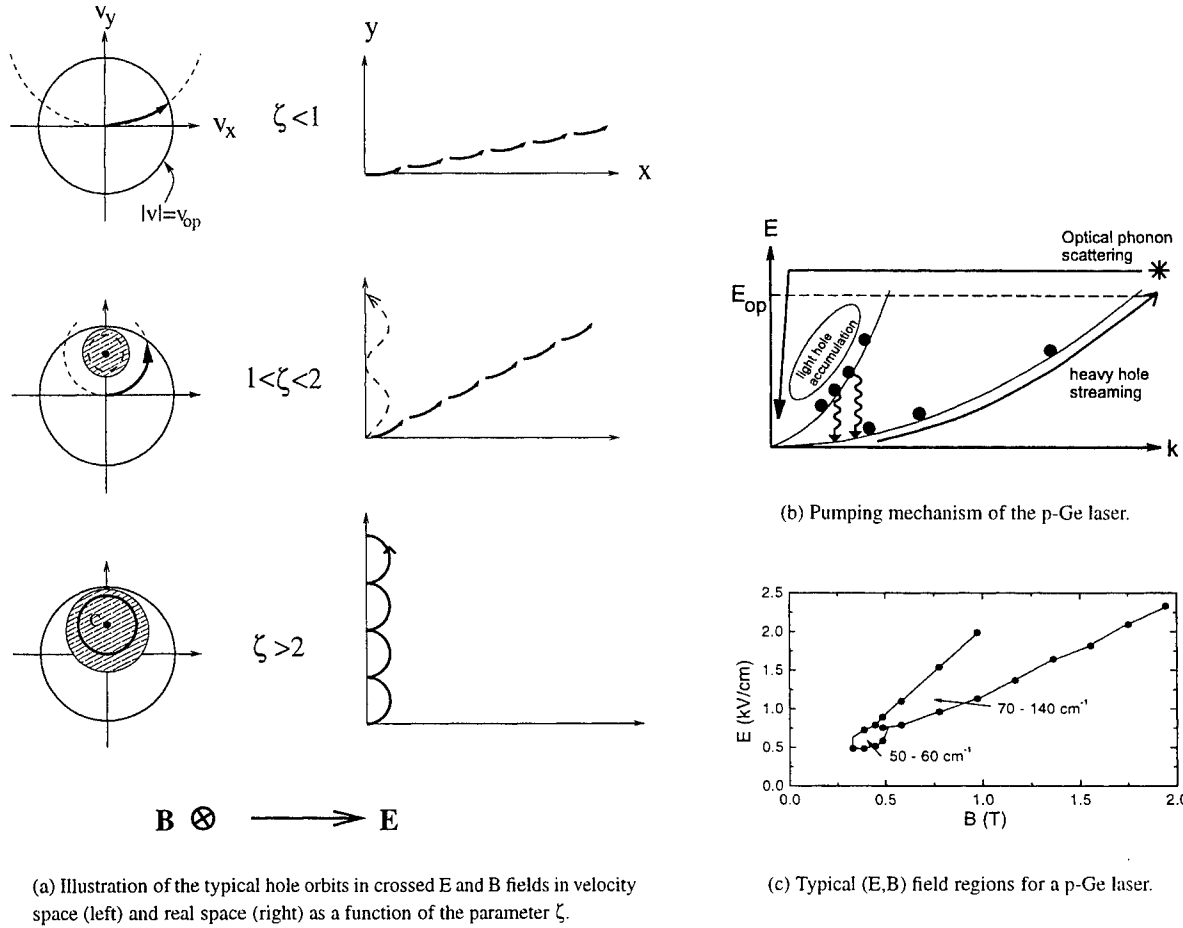 v_y
v_x
|v|=v_op
ζ<1
y
x
1<ζ<2
C
ζ>2
B ⊗ E
(a) Illustration of the typical hole orbits in crossed E and B fields in velocity
space (left) and real space (right) as a function of the parameter ζ.
E
Optical phonon
scattering
E_op
light hole
accumulation
heavy hole
streaming
k
(b) Pumping mechanism of the p-Ge laser.
E (kV/cm)
2.5
2.0
1.5
1.0
0.5
0.0
70 - 140 cm⁻¹
50 - 60 cm⁻¹
0.0 0.5 1.0 1.5 2.0
B (T)
(c) Typical (E,B) field regions for a p-Ge laser.